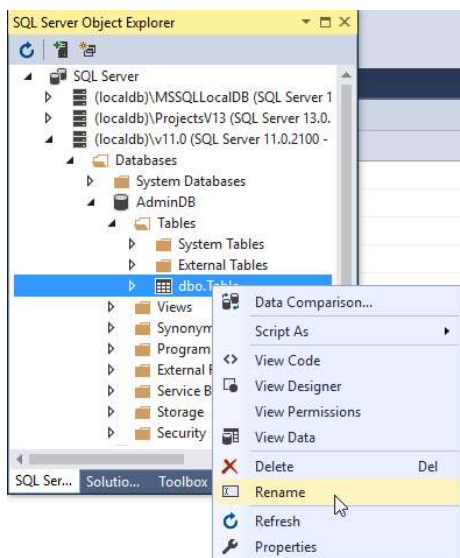 SQL Server Object Explorer
SQL Server
(localdb)\MSSQLLocalDB (SQL Server 1
(localdb)\ProjectsV13 (SQL Server 13.0.
(localdb)\v11.0 (SQL Server 11.0.2100 -
Databases
System Databases
AdminDB
Tables
System Tables
External Tables
dbo.Table
Views
Synonym
Program
External
Service B
Storage
Security
SQL Ser...
Solutio...
Toolbox
Data Comparison...
Script As
View Code
View Designer
View Permissions
View Data
Delete Del
Rename
Refresh
Properties